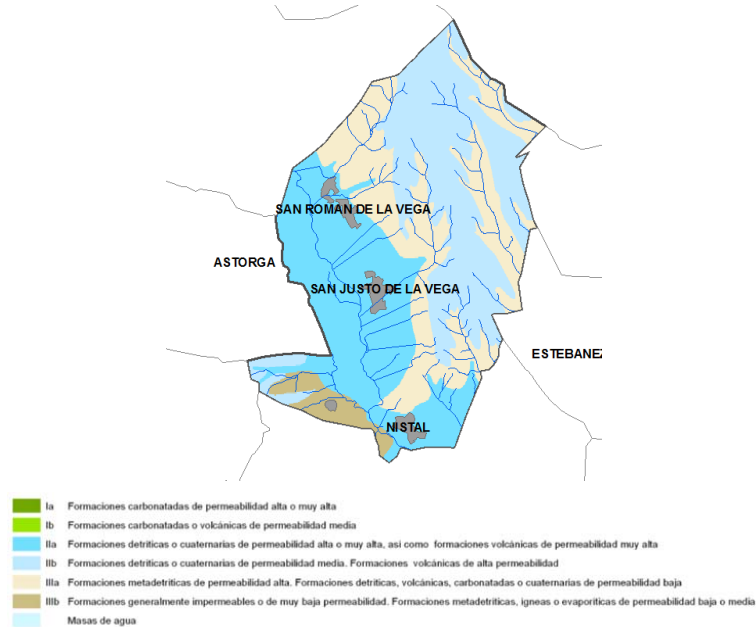 SAN ROMAN DE LA VEGA
ASTORGA
SAN JUSTO DE LA VEGA
ESTEBANEZ
NISTAL
Ia Formaciones carbonatadas de permeabilidad alta o muy alta
Ib Formaciones carbonatadas o volcánicas de permeabilidad media
IIa Formaciones detríticas o cuaternarias de permeabilidad alta o muy alta, asi como formaciones volcánicas de permeabilidad muy alta
IIb Formaciones detríticas o cuaternarias de permeabilidad media. Formaciones volcánicas de alta permeabilidad
IIIa Formaciones metadetríticas de permeabilidad alta. Formaciones detríticas, volcánicas, carbonatadas o cuaternarias de permeabilidad baja
IIIb Formaciones generalmente impermeables o de muy baja permeabilidad. Formaciones metadetríticas, igneas o evaporíticas de permeabilidad baja o media
Masas de agua